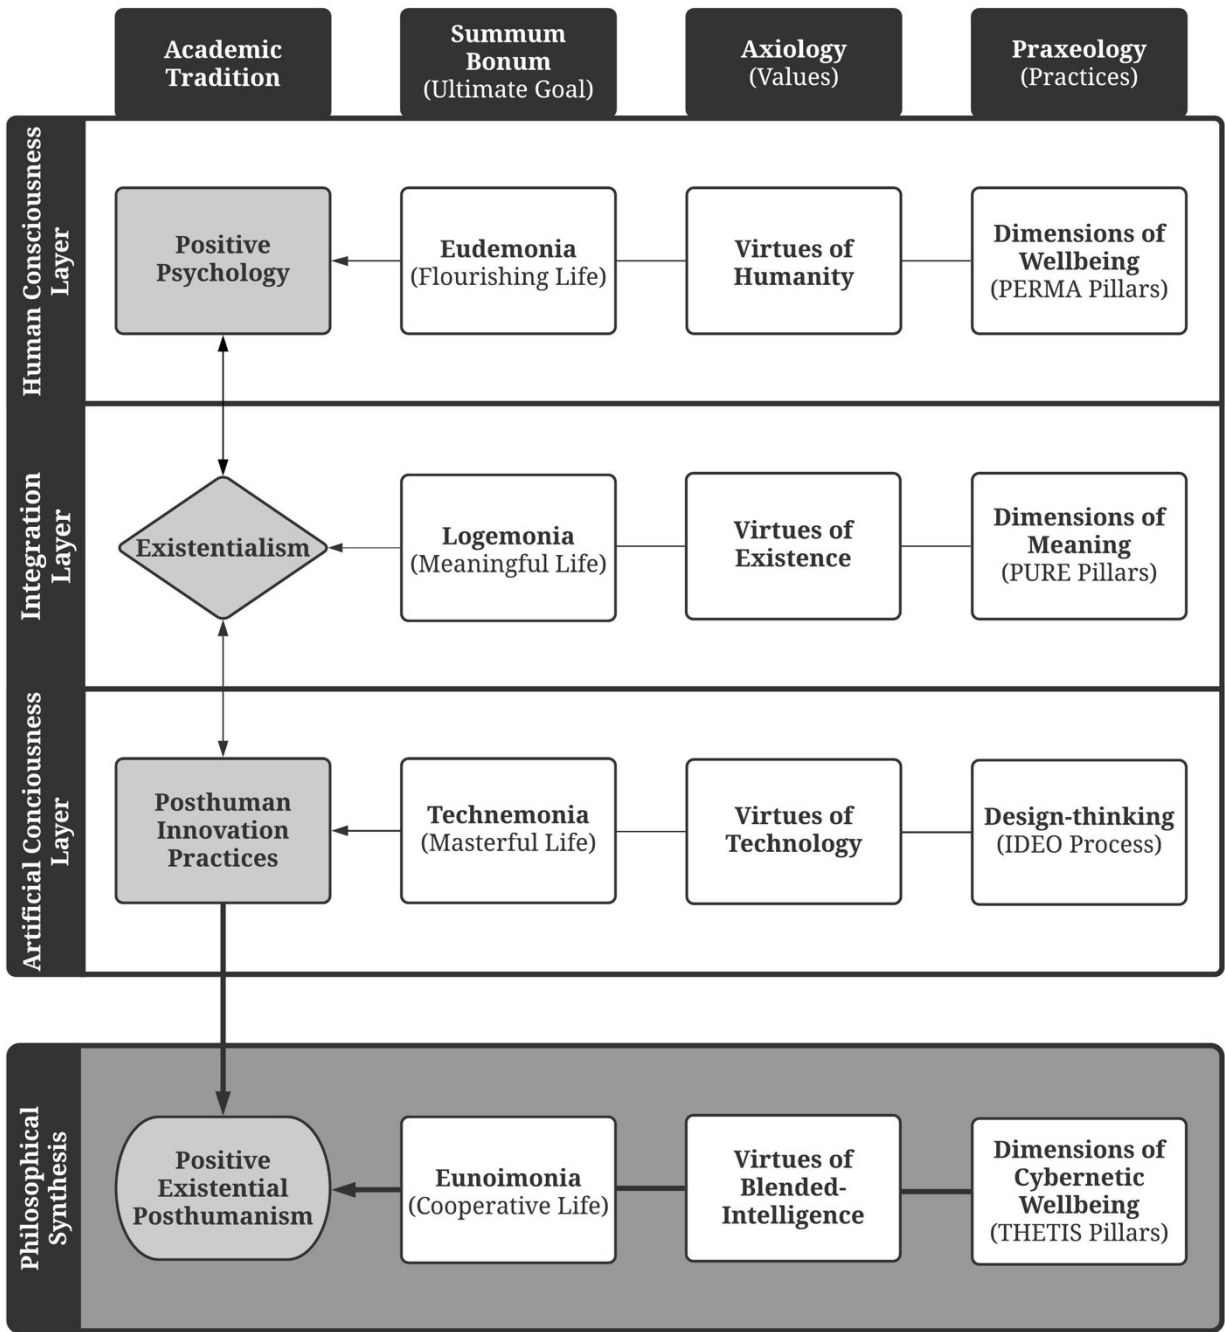 Academic
Tradition
Summum
Bonum
(Ultimate Goal)
Axiology
(Values)
Praxeology
(Practices)
Human Consciousness
Layer
Positive
Psychology
Eudemonia
(Flourishing Life)
Virtues of
Humanity
Dimensions of
Wellbeing
(PERMA Pillars)
Integration
Layer
Existentialism
Logemonia
(Meaningful Life)
Virtues of
Existence
Dimensions of
Meaning
(PURE Pillars)
Artificial Conciousness
Layer
Posthuman
Innovation
Practices
Technemonia
(Masterful Life)
Virtues of
Technology
Design-thinking
(IDEO Process)
Philosophical
Synthesis
Positive
Existential
Posthumanism
Eunoimonia
(Cooperative Life)
Virtues of
Blended-
Intelligence
Dimensions of
Cybernetic
Wellbeing
(THETIS Pillars)